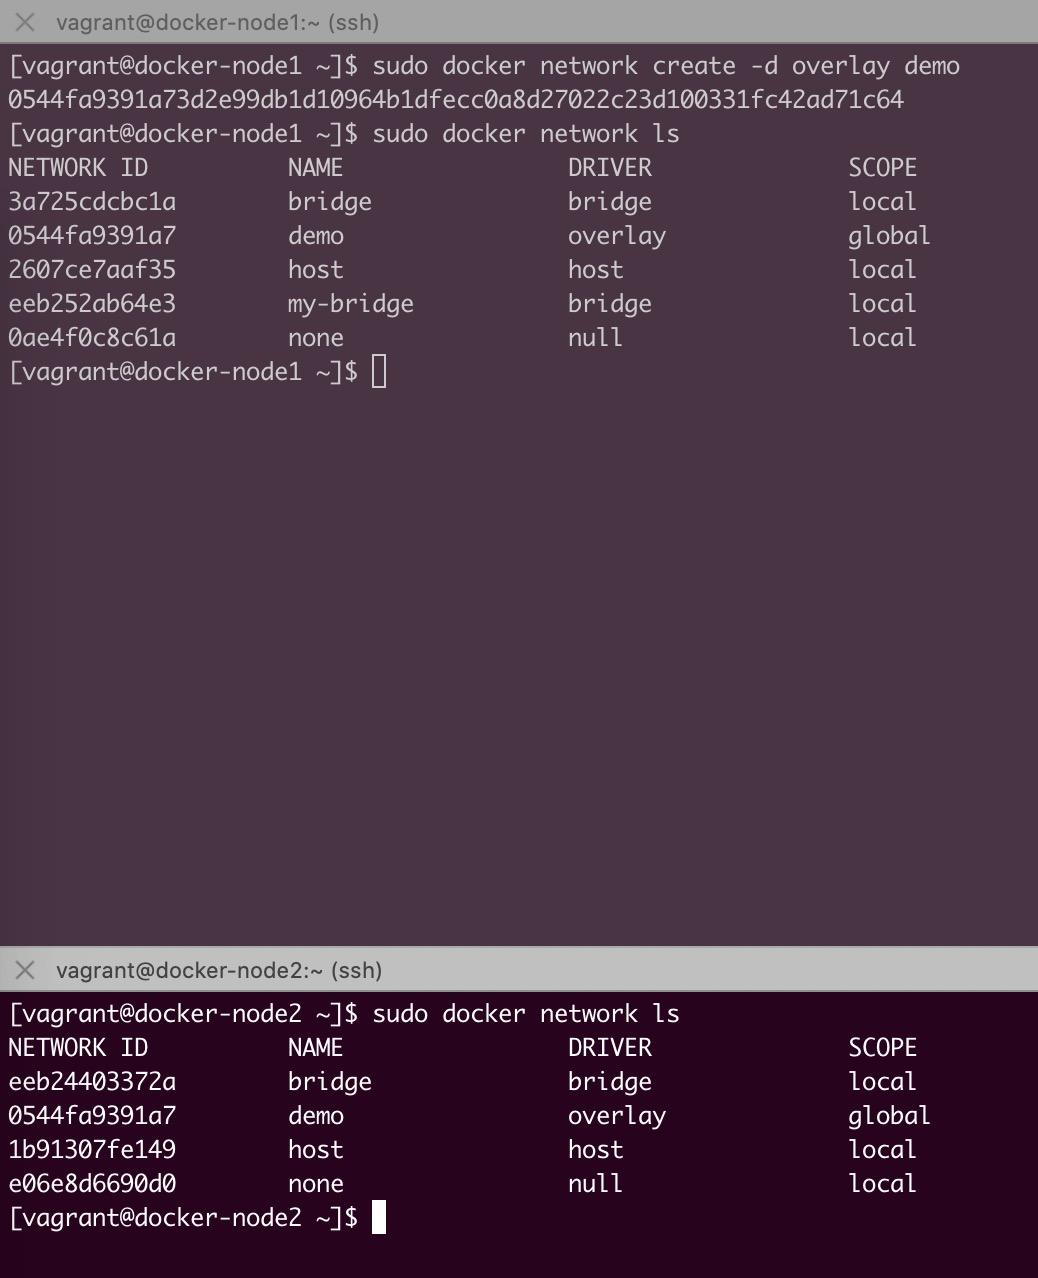 vagrant@docker-node1:~ (ssh)
[vagrant@docker-node1 ~]$ sudo docker network create -d overlay demo
0544fa9391a73d2e99db1d10964b1dfecc0a8d27022c23d100331fc42ad71c64
[vagrant@docker-node1 ~]$ sudo docker network ls
NETWORK ID NAME DRIVER SCOPE
3a725cdcbc1a bridge bridge local
0544fa9391a7 demo overlay global
2607ce7aaf35 host host local
eeb252ab64e3 my-bridge bridge local
0ae4f0c8c61a none null local
[vagrant@docker-node1 ~]$
vagrant@docker-node2:~ (ssh)
[vagrant@docker-node2 ~]$ sudo docker network ls
NETWORK ID NAME DRIVER SCOPE
eeb24403372a bridge bridge local
0544fa9391a7 demo overlay global
1b91307fe149 host host local
e06e8d6690d0 none null local
[vagrant@docker-node2 ~]$